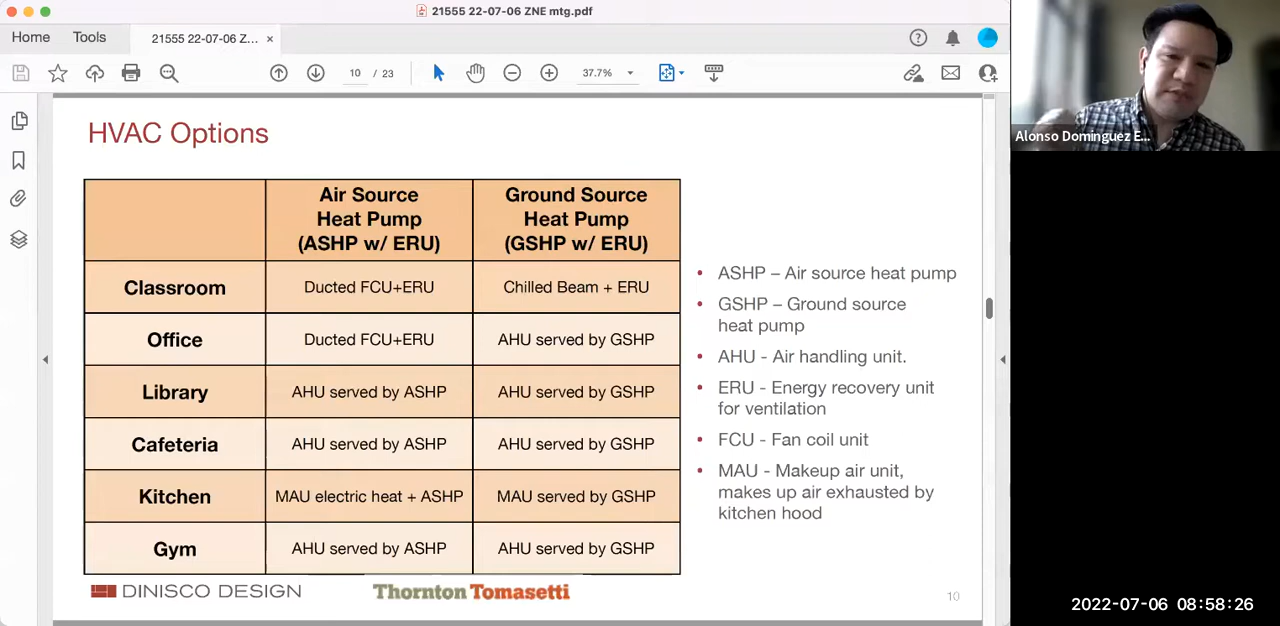 21555 22-07-06 ZNE mtg.pdf
Home Tools 21555 22-07-06 Z... ×
10 / 23 37.7%
Alonso Dominguez E...
HVAC Options
Air Source
Heat Pump
(ASHP w/ ERU)
Ground Source
Heat Pump
(GSHP w/ ERU)
Classroom Ducted FCU+ERU Chilled Beam + ERU
Office Ducted FCU+ERU AHU served by GSHP
Library AHU served by ASHP AHU served by GSHP
Cafeteria AHU served by ASHP AHU served by GSHP
Kitchen MAU electric heat + ASHP MAU served by GSHP
Gym AHU served by ASHP AHU served by GSHP
• ASHP – Air source heat pump
• GSHP – Ground source
heat pump
• AHU - Air handling unit.
• ERU - Energy recovery unit
for ventilation
• FCU - Fan coil unit
• MAU - Makeup air unit,
makes up air exhausted by
kitchen hood
DINISCO DESIGN
Thornton Tomasetti
10
2022-07-06 08:58:26